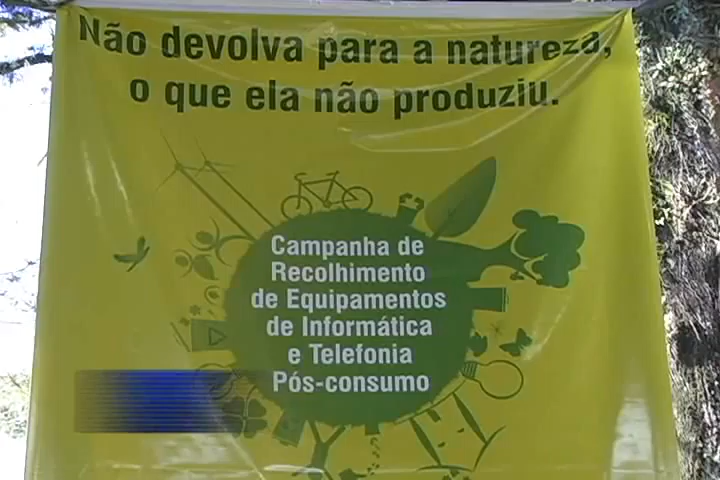 Não devolva para a natureza,
o que ela não produziu.
Campanha de
Recolhimento
de Equipamentos
de Informática
e Telefonia
Pós-consumo